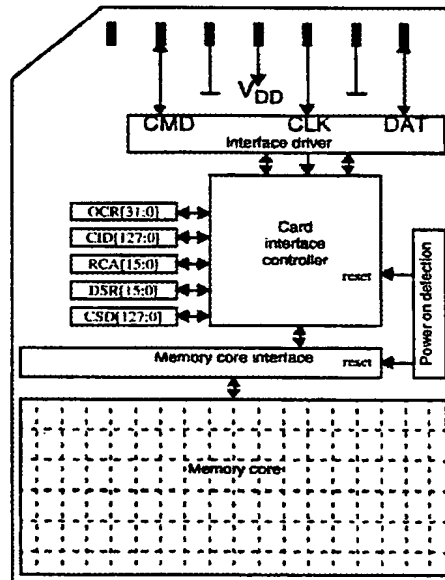 VDD
CMD CLK DAT
Interface driver
OCR[31:0]
CID[127:0]
RCA[15:0]
DSR[15:0]
CSD[127:0]
Card
interface
controller
reset
Power on detection
Memory core interface
reset
Memory core